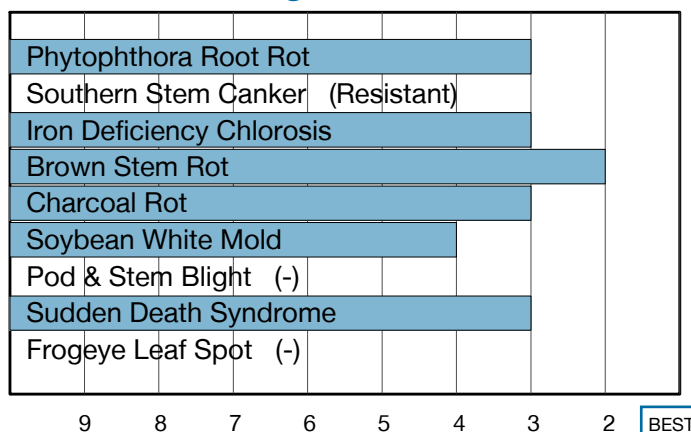 Phytophthora Root Rot
Southern Stem Canker (Resistant)
Iron Deficiency Chlorosis
Brown Stem Rot
Charcoal Rot
Soybean White Mold
Pod & Stem Blight (-)
Sudden Death Syndrome
Frogeye Leaf Spot (-)
9 8 7 6 5 4 3 2 BEST